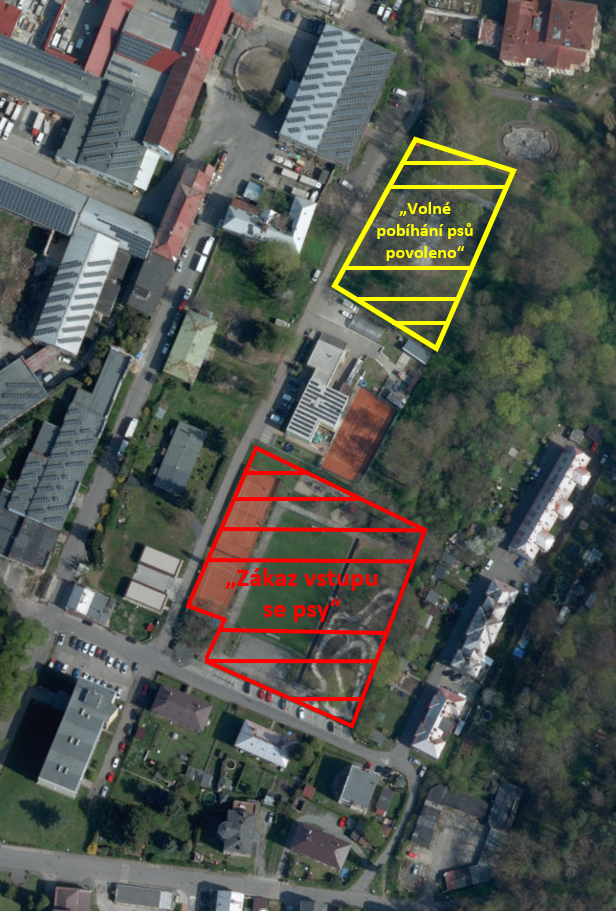 „Volné
pobíhání psů
povoleno“
„Zákaz vstupu
se psy“